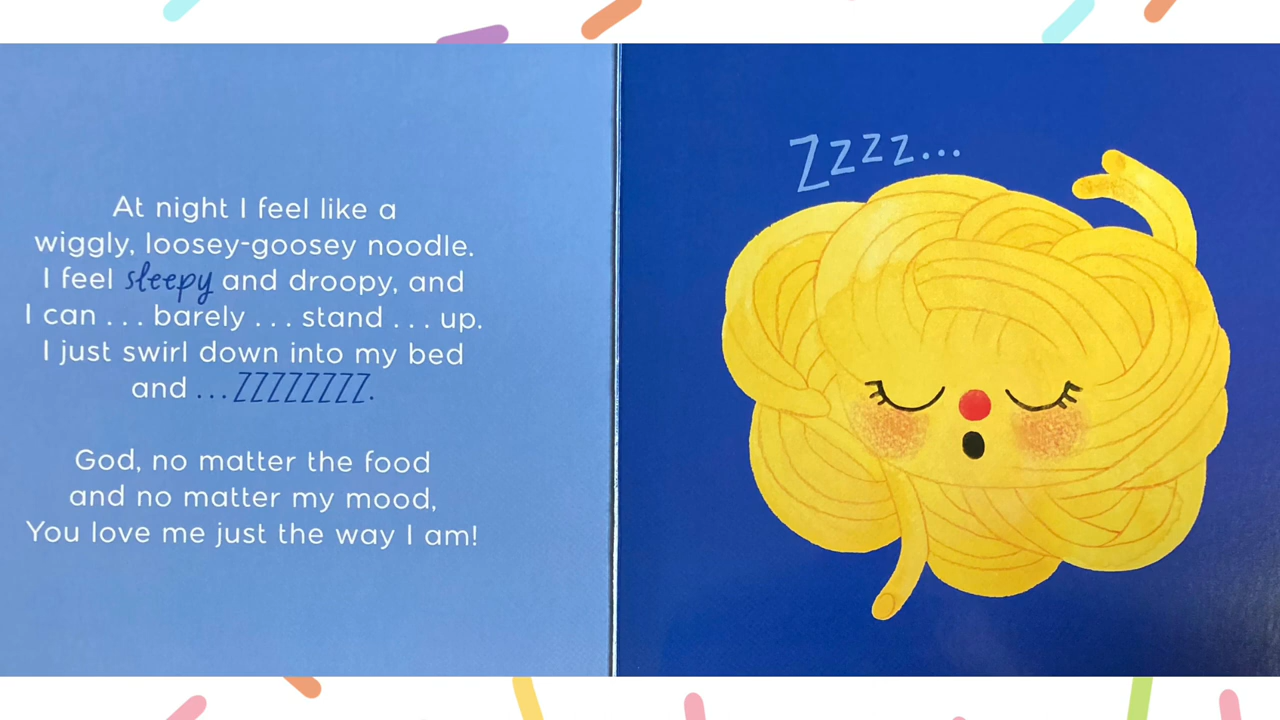 At night I feel like a
wiggly, loosey-goosey noodle.
I feel sleepy and droopy, and
I can . . . barely . . . stand . . . up.
I just swirl down into my bed
and . . . ZZZZZZZZ.
God, no matter the food
and no matter my mood,
You love me just the way I am!
Zzzz...